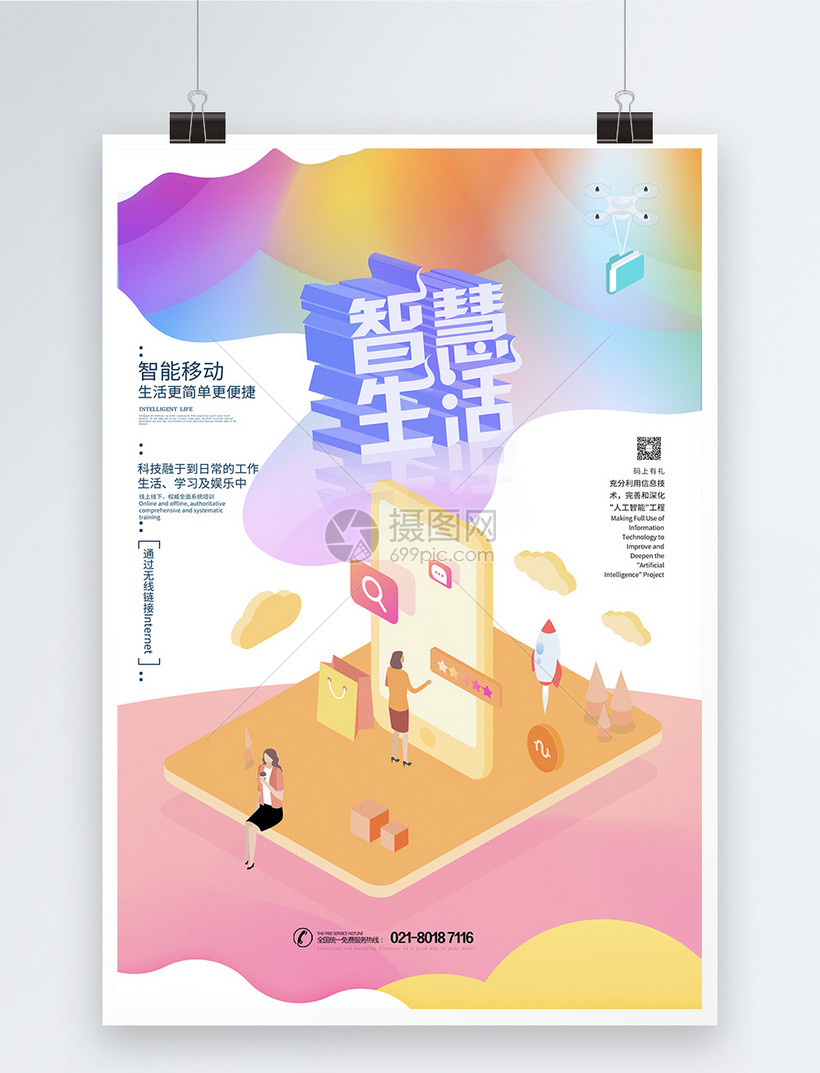 智慧
生活
智能移动
生活更简单更便捷
INTELLIGENT LIFE
科技融于到日常的工作
生活、学习及娱乐中
线上线下，权威全面系统培训
Online and offline, authoritative
comprehensive and systematic
training
通过无线链接Internet
码上有礼
充分利用信息技
术，完善和深化
"人工智能"工程
Making Full Use of
Information
Technology to
Improve and
Deepen the
"Artificial
Intelligence" Project
摄图网
699pic.com
THE FREE SERVICE HOTLINE
全国统一免费服务热线： 021-8018 7116